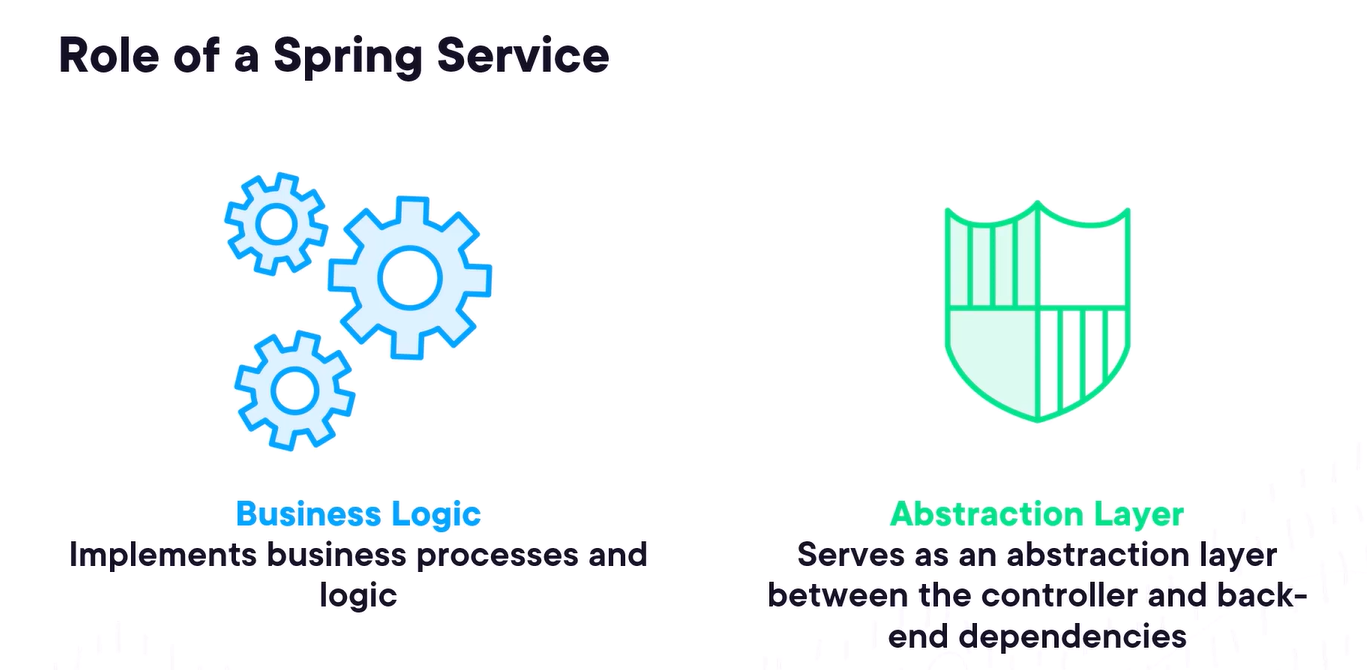 Role of a Spring Service
Business Logic
Implements business processes and
logic
Abstraction Layer
Serves as an abstraction layer
between the controller and back-
end dependencies